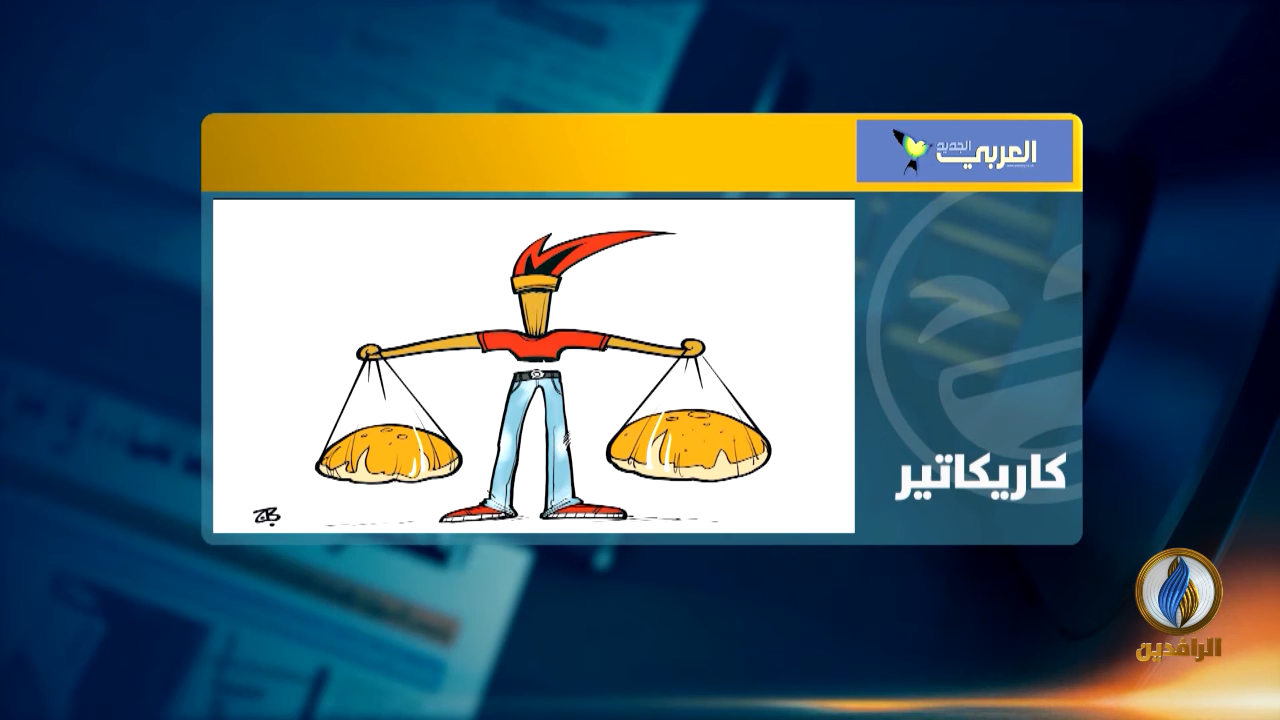 العربي الجديد
كاريكاتير
الرافدين